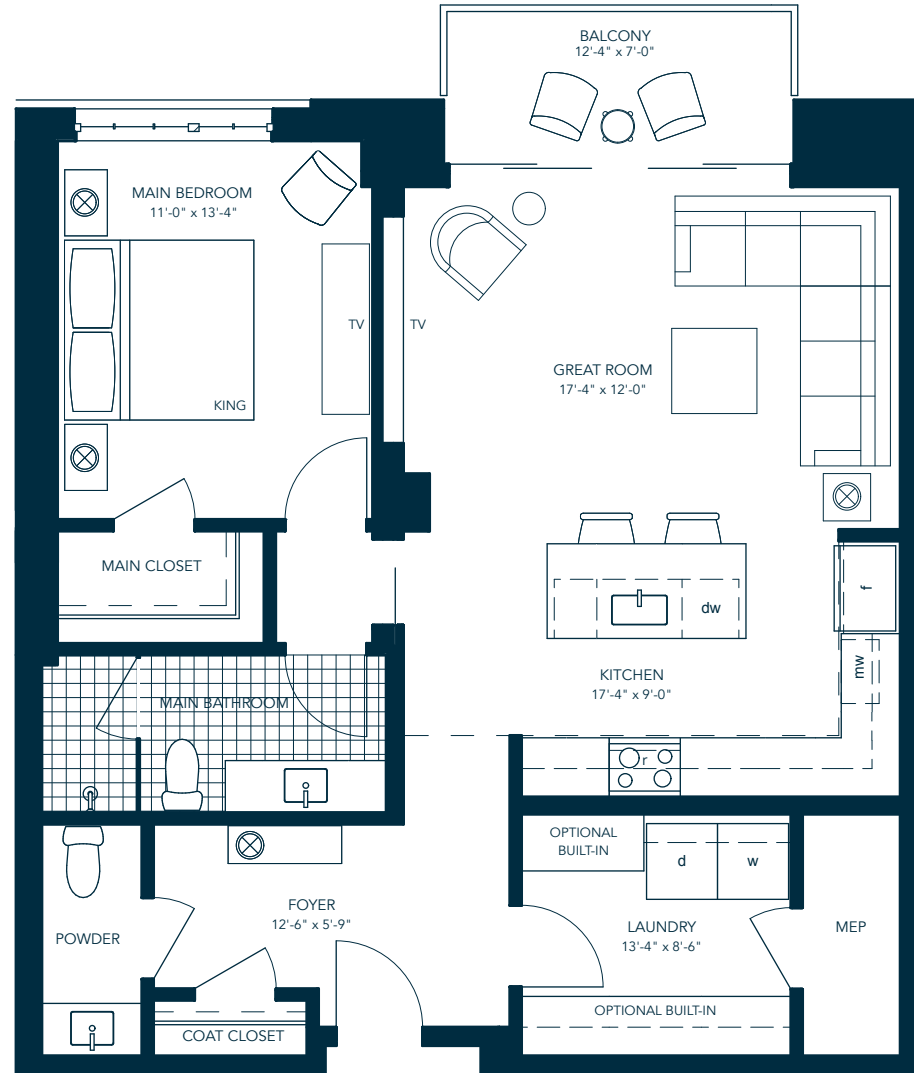 BALCONY
12'-4" x 7'-0"
MAIN BEDROOM
11'-0" x 13'-4"
TV
TV
KING
GREAT ROOM
17'-4" x 12'-0"
MAIN CLOSET
f
dw
mw
KITCHEN
17'-4" x 9'-0"
MAIN BATHROOM
r
OPTIONAL
BUILT-IN
d
w
FOYER
12'-6" x 5'-9"
POWDER
LAUNDRY
13'-4" x 8'-6"
MEP
OPTIONAL BUILT-IN
COAT CLOSET